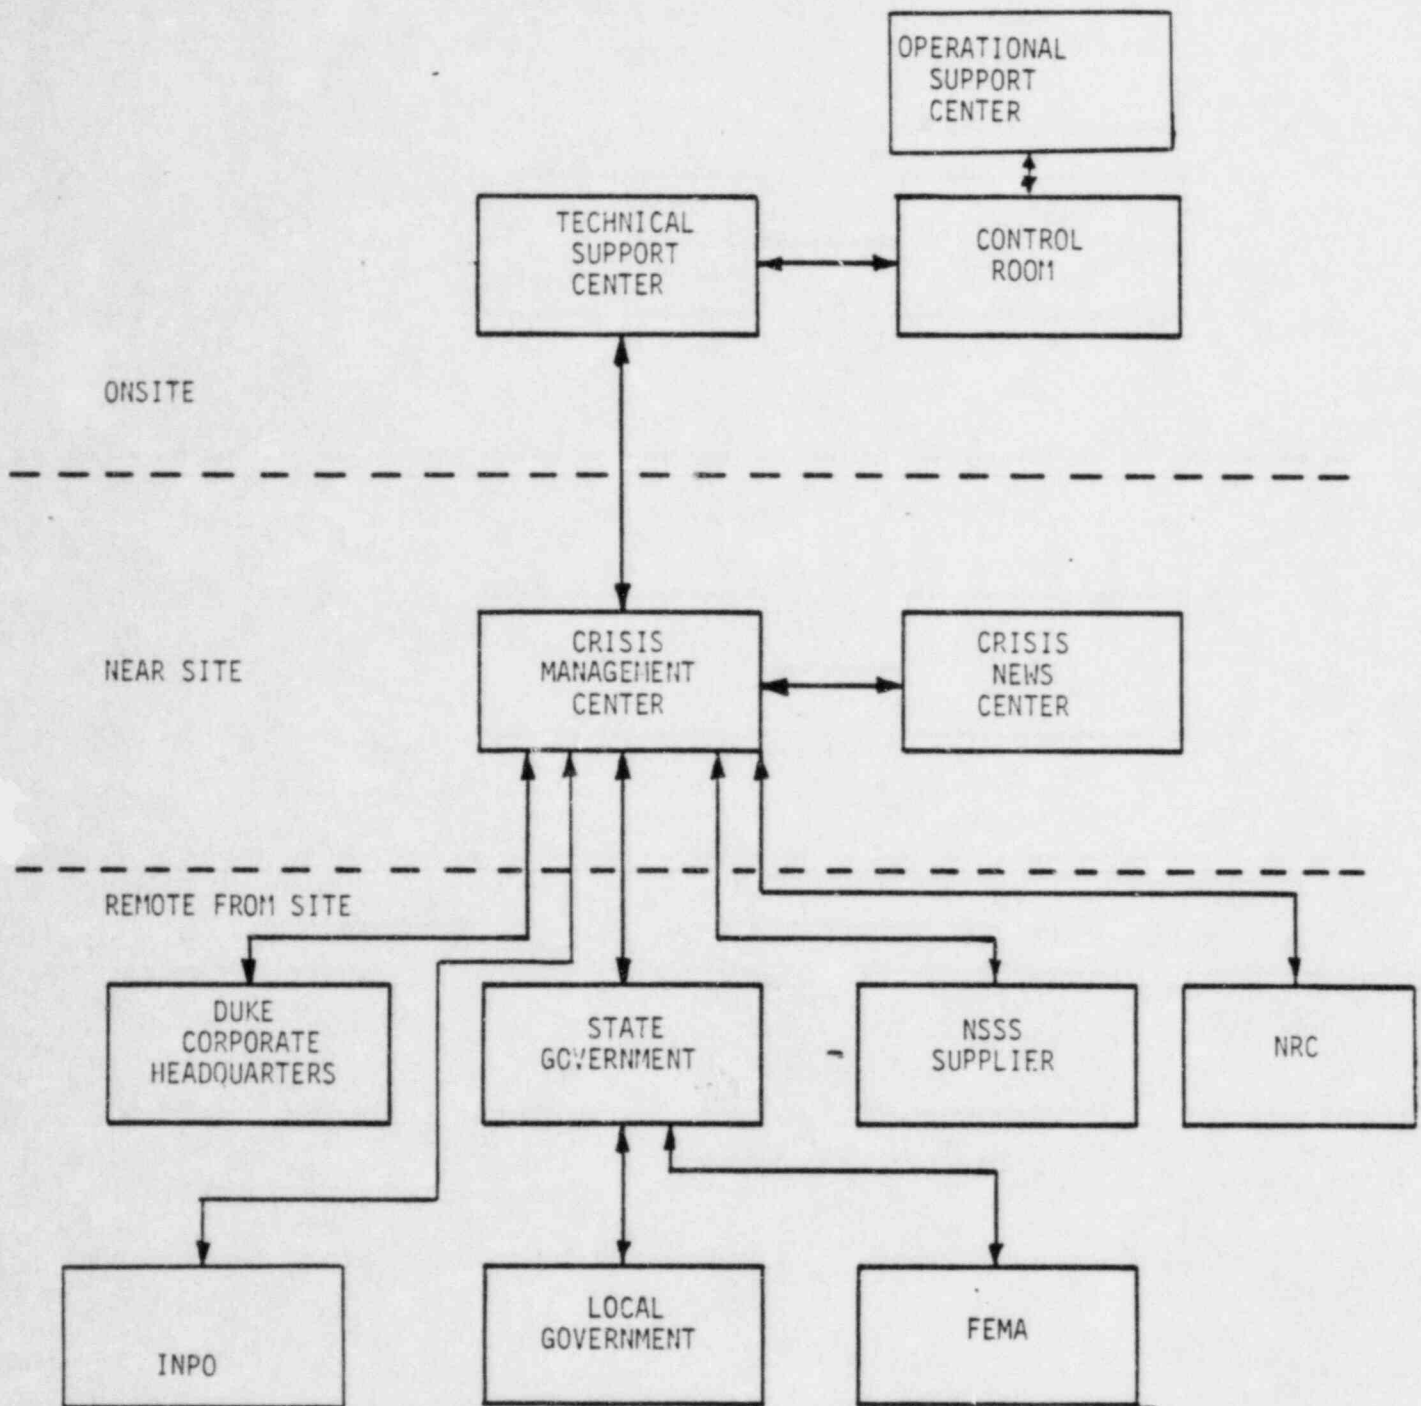 OPERATIONAL
SUPPORT
CENTER
TECHNICAL
SUPPORT
CENTER
CONTROL
ROOM
ONSITE
CRISIS
MANAGEMENT
CENTER
CRISIS
NEWS
CENTER
NEAR SITE
REMOTE FROM SITE
DUKE
CORPORATE
HEADQUARTERS
STATE
GOVERNMENT
NSSS
SUPPLIER
NRC
INPO
LOCAL
GOVERNMENT
FEMA